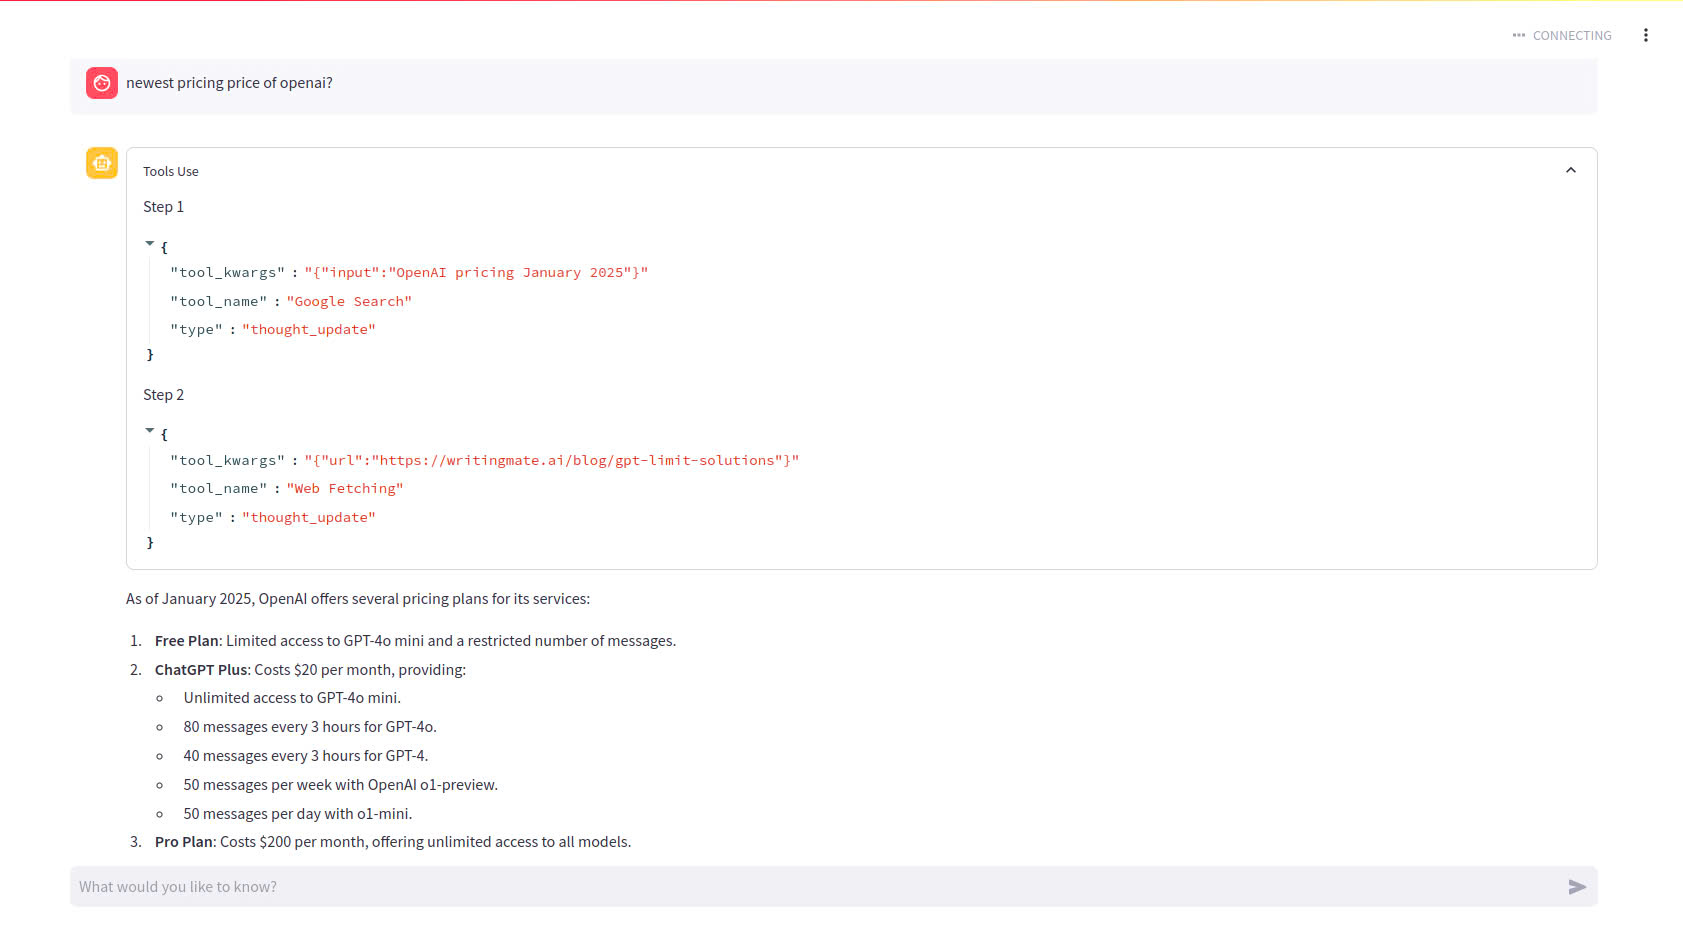 CONNECTING
newest pricing price of openai?
Tools Use
Step 1
{
"tool_kwargs" : "{"input":"OpenAI pricing January 2025"}"
"tool_name" : "Google Search"
"type" : "thought_update"
}
Step 2
{
"tool_kwargs" : "{"url":"https://writingmate.ai/blog/gpt-limit-solutions"}"
"tool_name" : "Web Fetching"
"type" : "thought_update"
}
As of January 2025, OpenAI offers several pricing plans for its services:
1. Free Plan: Limited access to GPT-4o mini and a restricted number of messages.
2. ChatGPT Plus: Costs $20 per month, providing:
Unlimited access to GPT-4o mini.
80 messages every 3 hours for GPT-4o.
40 messages every 3 hours for GPT-4.
50 messages per week with OpenAI o1-preview.
50 messages per day with o1-mini.
3. Pro Plan: Costs $200 per month, offering unlimited access to all models.
What would you like to know?